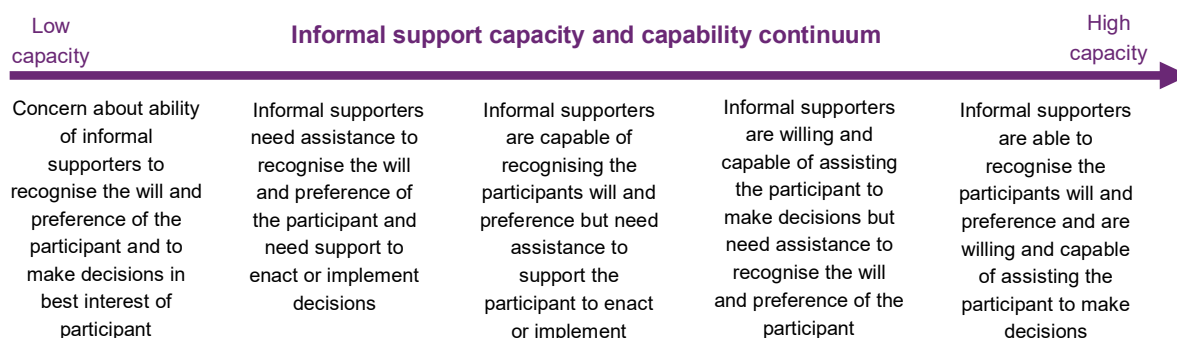 Low
capacity
Informal support capacity and capability continuum
High
capacity
Concern about ability
of informal
supporters to
recognise the will and
preference of the
participant and to
make decisions in
best interest of
participant
Informal supporters
need assistance to
recognise the will
and preference of
the participant and
need support to
enact or implement
decisions
Informal supporters
are capable of
recognising the
participants will and
preference but need
assistance to
support the
participant to enact
or implement
Informal supporters
are willing and
capable of assisting
the participant to
make decisions but
need assistance to
recognise the will
and preference of the
participant
Informal supporters
are able to
recognise the
participants will and
preference and are
willing and capable
of assisting the
participant to make
decisions